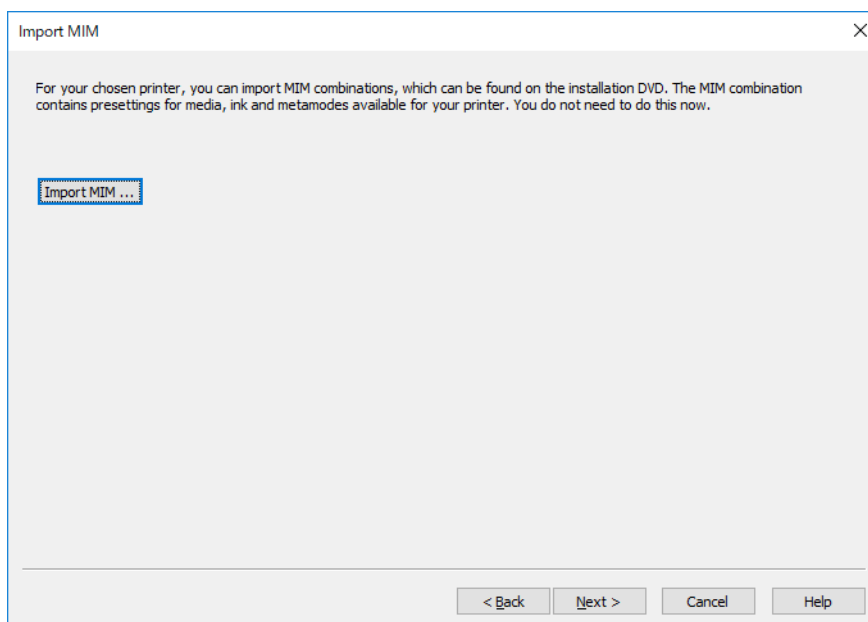 Import MIM
For your chosen printer, you can import MIM combinations, which can be found on the installation DVD. The MIM combination
contains presettings for media, ink and metamodes available for your printer. You do not need to do this now.
Import MIM ...
< Back Next > Cancel Help